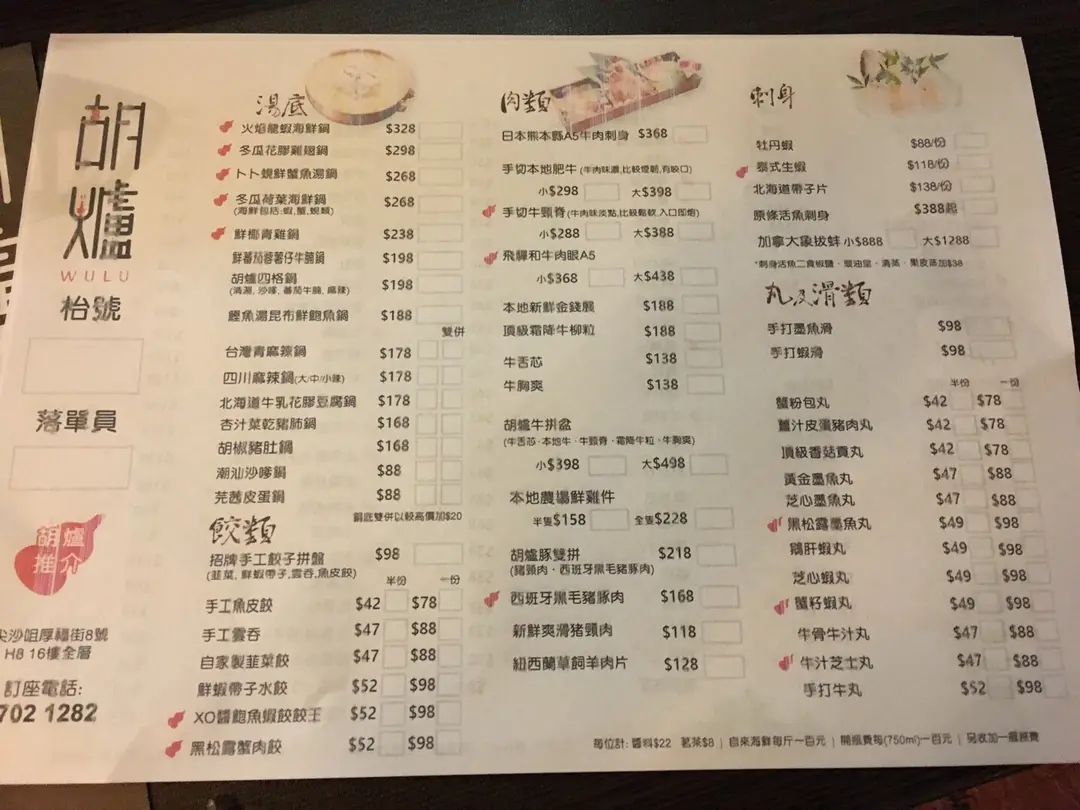 胡爐
WULU
枱號
落單員
胡爐
推介
尖沙咀厚福街8號
H8 16樓全層
訂座電話:
702 1282
湯底
火焰龍蝦海鮮鍋 $328
冬瓜花膠雞翅鍋 $298
卜卜蜆鮮蟹魚湯鍋 $268
冬瓜荷葉海鮮鍋 $268
(海鮮包括:蝦,蟹,蜆類)
鮮椰青雞鍋 $238
鮮蕃茄蓉薯仔牛腩鍋 $198
胡爐四格鍋 $198
(清湯,沙嗲,蕃茄牛腩,麻辣)
鰹魚湯昆布鮮鮑魚鍋 $188
雙併
台灣青麻辣鍋 $178
四川麻辣鍋(大/中/小辣) $178
北海道牛乳花膠豆腐鍋 $178
杏汁菜乾豬肺鍋 $168
胡椒豬肚鍋 $168
潮汕沙嗲鍋 $88
芫茜皮蛋鍋 $88
鍋底雙併以較高價加$20
餃類
招牌手工餃子拼盤 $98
(韮菜, 鮮蝦帶子,雲吞,魚皮餃)
半份 一份
手工魚皮餃 $42 $78
手工雲吞 $47 $88
自家製韮菜餃 $47 $88
鮮蝦帶子水餃 $52 $98
XO醬鮑魚蝦餃餃王 $52 $98
黑松露蟹肉餃 $52 $98
肉類
日本熊本縣A5牛肉刺身 $368
手切本地肥牛 (牛肉味濃,比較煙韌,有咬口)
小$298 大$398
手切牛頸脊(牛肉味淡點,比較鬆軟,入口即熔)
小$288 大$388
飛驒和牛肉眼A5
小$368 大$438
本地新鮮金錢展 $188
頂級霜降牛柳粒 $188
牛舌芯 $138
牛胸爽 $138
胡爐牛拼盆
(牛舌芯·本地牛·牛頸脊·霜降牛粒·牛胸爽)
小$398 大$498
本地農場鮮雞件
半隻$158 全隻$228
胡爐豚雙拼 $218
(豬頸肉·西班牙黑毛豬豚肉)
西班牙黑毛豬豚肉 $168
新鮮爽滑豬頸肉 $118
紐西蘭草飼羊肉片 $128
刺身
牡丹蝦 $88/份
泰式生蝦 $118/份
北海道帶子片 $138/份
原條活魚刺身 $388起
加拿大象拔蚌 小$888 大$1288
*刺身活魚二食椒鹽、豉油皇、清蒸、果皮蒸加$38
丸及滑類
手打墨魚滑 $98
手打蝦滑 $98
半份 一份
蟹粉包丸 $42 $78
薑汁皮蛋豬肉丸 $42 $78
頂級香菇貢丸 $42 $78
黃金墨魚丸 $47 $88
芝心墨魚丸 $47 $88
黑松露墨魚丸 $49 $98
鵝肝蝦丸 $49 $98
芝心蝦丸 $49 $98
蟹籽蝦丸 $49 $98
牛骨牛汁丸 $47 $88
牛汁芝士丸 $47 $88
手打牛丸 $52 $98
每位計: 醬料$22 茗茶$8 | 自來海鮮每斤一百元 | 開瓶費每(750ml)一百元 | 另收加一服務費